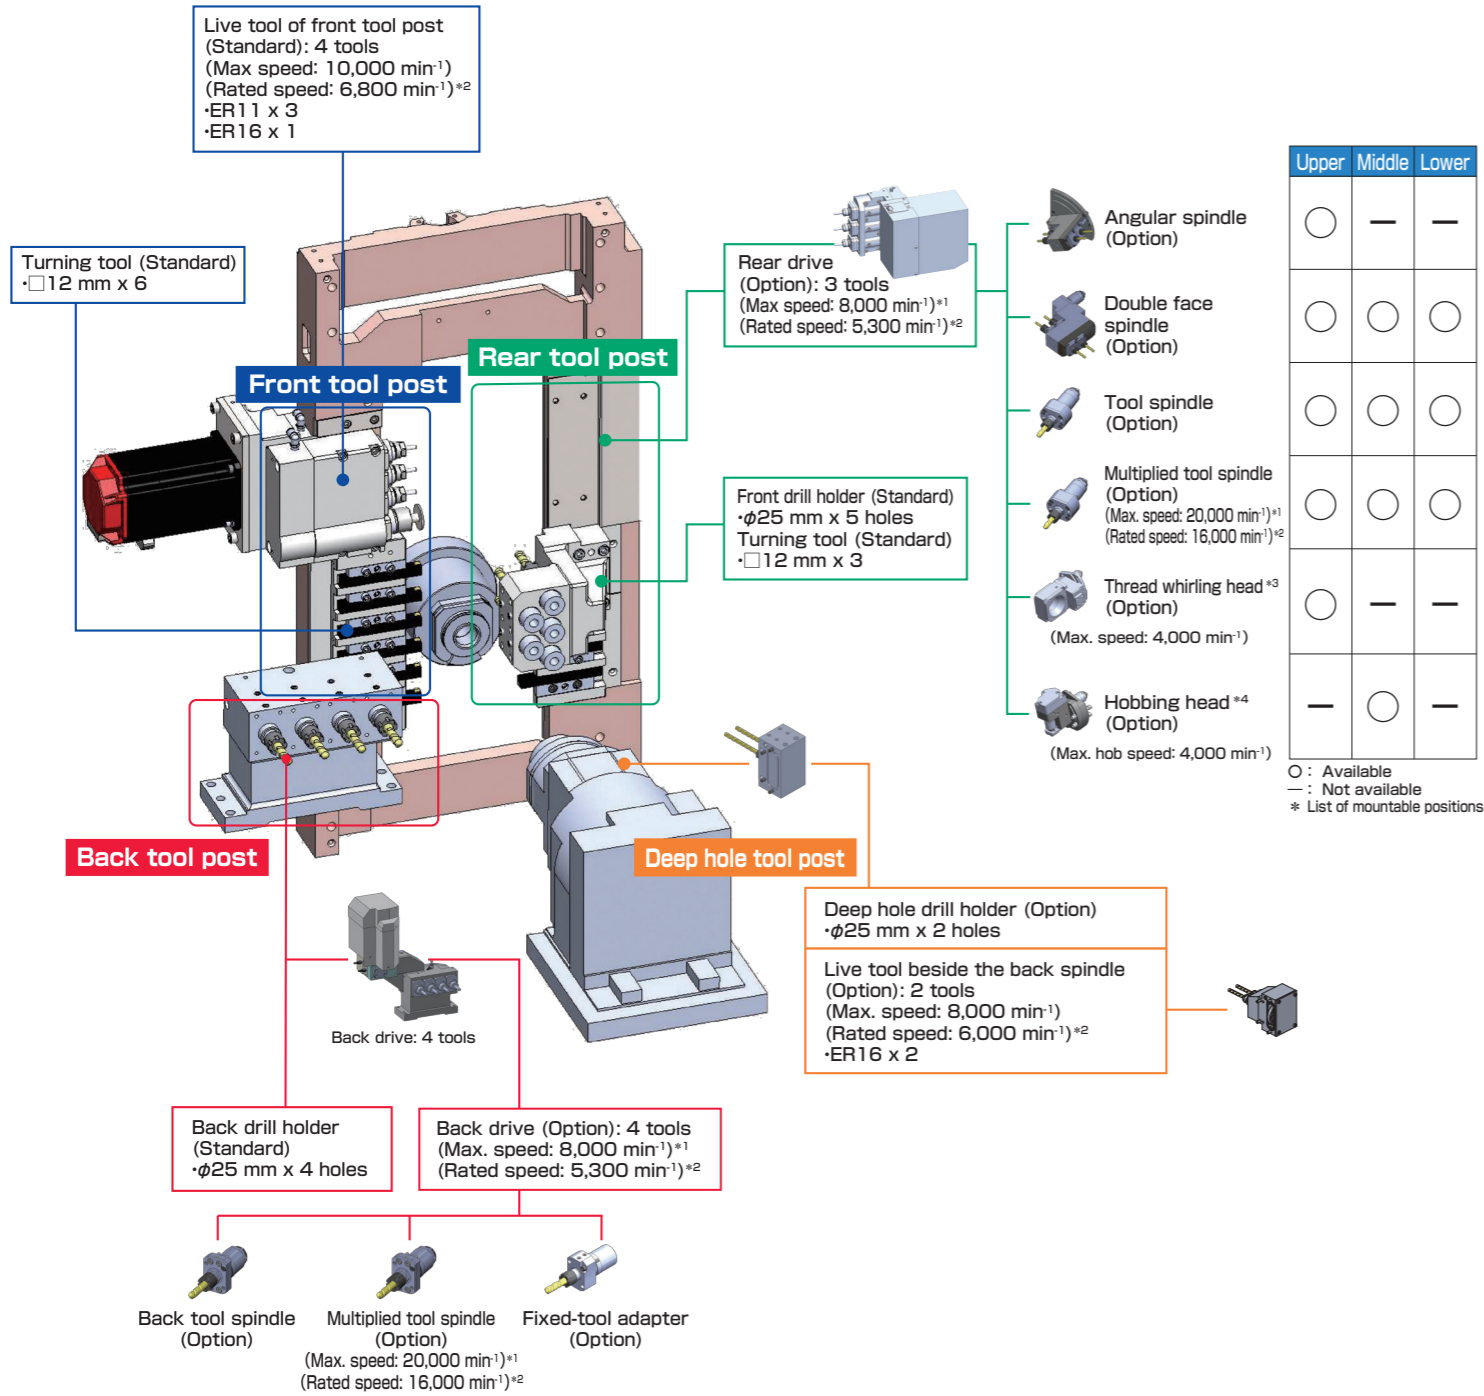 Live tool of front tool post
(Standard): 4 tools
(Max speed: 10,000 min⁻¹)
(Rated speed: 6,800 min⁻¹)*2
・ER11 x 3
・ER16 x 1
Turning tool (Standard)
・□12 mm x 6
Front tool post
Rear tool post
Rear drive
(Option): 3 tools
(Max speed: 8,000 min⁻¹)*1
(Rated speed: 5,300 min⁻¹)*2
Front drill holder (Standard)
・φ25 mm x 5 holes
Turning tool (Standard)
・□12 mm x 3
Upper Middle Lower
Angular spindle
(Option)
○ — —
Double face
spindle
(Option)
○ ○ ○
Tool spindle
(Option)
○ ○ ○
Multiplied tool spindle
(Option)
(Max. speed: 20,000 min⁻¹)*1
(Rated speed: 16,000 min⁻¹)*2
○ ○ ○
Thread whirling head *3
(Option)
(Max. speed: 4,000 min⁻¹)
○ — —
Hobbing head *4
(Option)
(Max. hob speed: 4,000 min⁻¹)
— ○ —
○ : Available
— : Not available
* List of mountable positions
Back tool post
Deep hole tool post
Deep hole drill holder (Option)
・φ25 mm x 2 holes
Live tool beside the back spindle
(Option): 2 tools
(Max. speed: 8,000 min⁻¹)
(Rated speed: 6,000 min⁻¹)*2
・ER16 x 2
Back drive: 4 tools
Back drill holder
(Standard)
・φ25 mm x 4 holes
Back drive (Option): 4 tools
(Max. speed: 8,000 min⁻¹)*1
(Rated speed: 5,300 min⁻¹)*2
Back tool spindle
(Option)
Multiplied tool spindle
(Option)
(Max. speed: 20,000 min⁻¹)*1
(Rated speed: 16,000 min⁻¹)*2
Fixed-tool adapter
(Option)